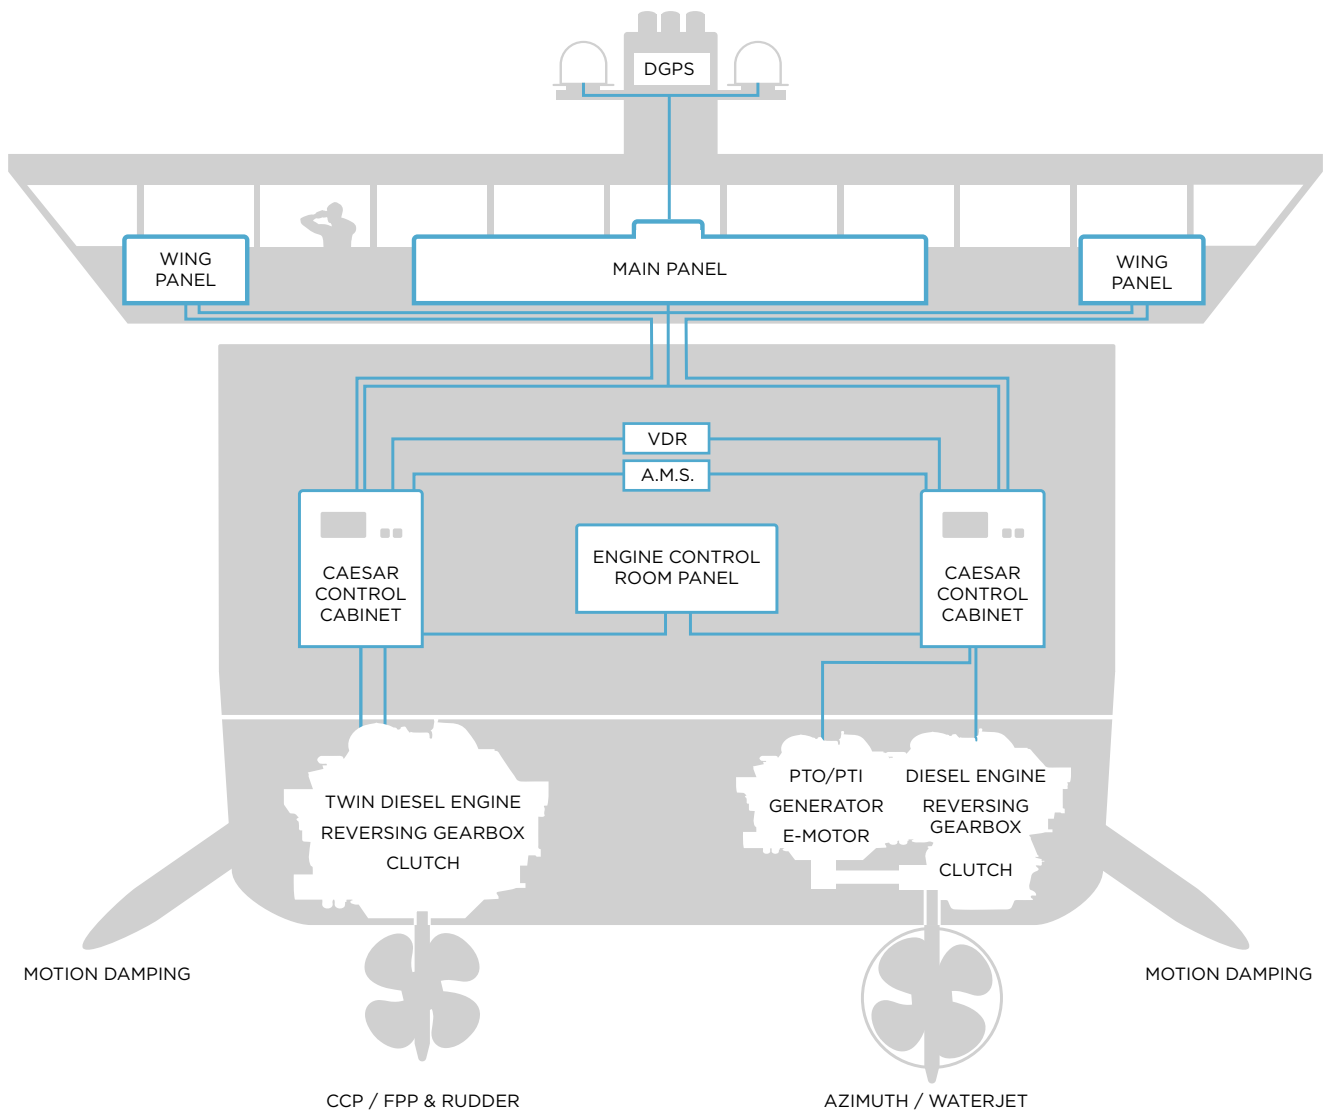 DGPS
WING
PANEL
MAIN PANEL
WING
PANEL
VDR
A.M.S.
CAESAR
CONTROL
CABINET
ENGINE CONTROL
ROOM PANEL
CAESAR
CONTROL
CABINET
TWIN DIESEL ENGINE
REVERSING GEARBOX
CLUTCH
PTO/PTI
GENERATOR
E-MOTOR
DIESEL ENGINE
REVERSING
GEARBOX
CLUTCH
MOTION DAMPING
MOTION DAMPING
CCP / FPP & RUDDER
AZIMUTH / WATERJET